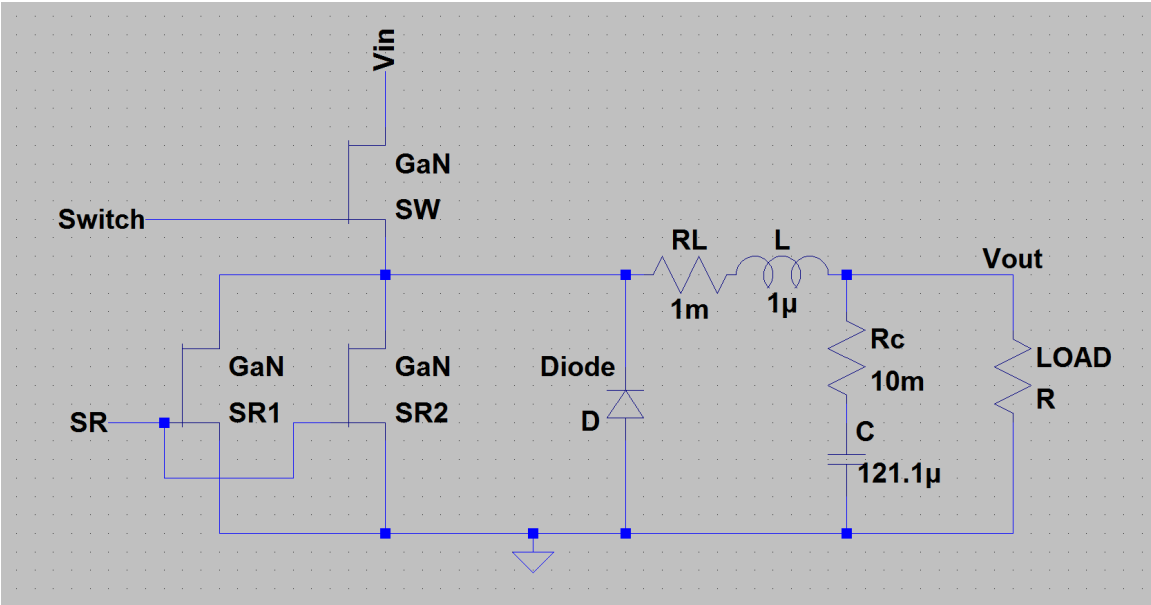 Vin
GaN
SW
Switch
RL
L
1m
1µ
Vout
GaN
SR1
GaN
SR2
SR
Diode
D
Rc
10m
C
121.1µ
LOAD
R